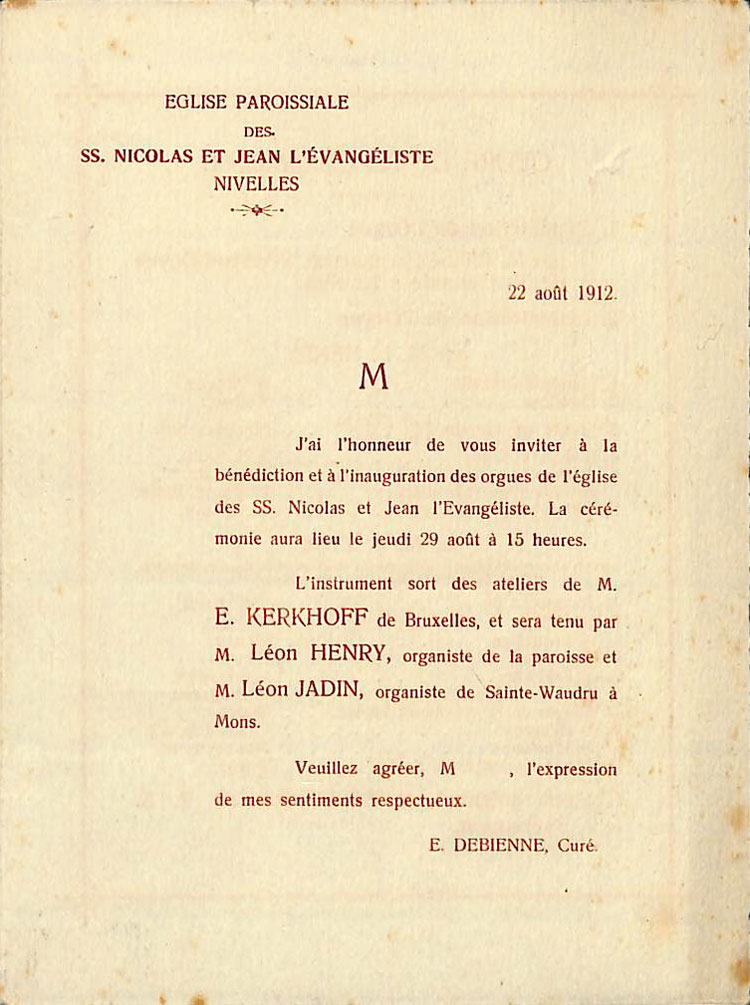 EGLISE PAROISSIALE
DES
SS. NICOLAS ET JEAN L'ÉVANGÉLISTE
NIVELLES
22 août 1912.
M
J'ai l'honneur de vous inviter à la
bénédiction et à l'inauguration des orgues de l'église
des SS. Nicolas et Jean l'Evangéliste. La céré-
monie aura lieu le jeudi 29 août à 15 heures.
L'instrument sort des ateliers de M.
E. KERKHOFF de Bruxelles, et sera tenu par
M. Léon HENRY, organiste de la paroisse et
M. Léon JADIN, organiste de Sainte-Waudru à
Mons.
Veuillez agréer, M , l'expression
de mes sentiments respectueux.
E. DEBIENNE, Curé.